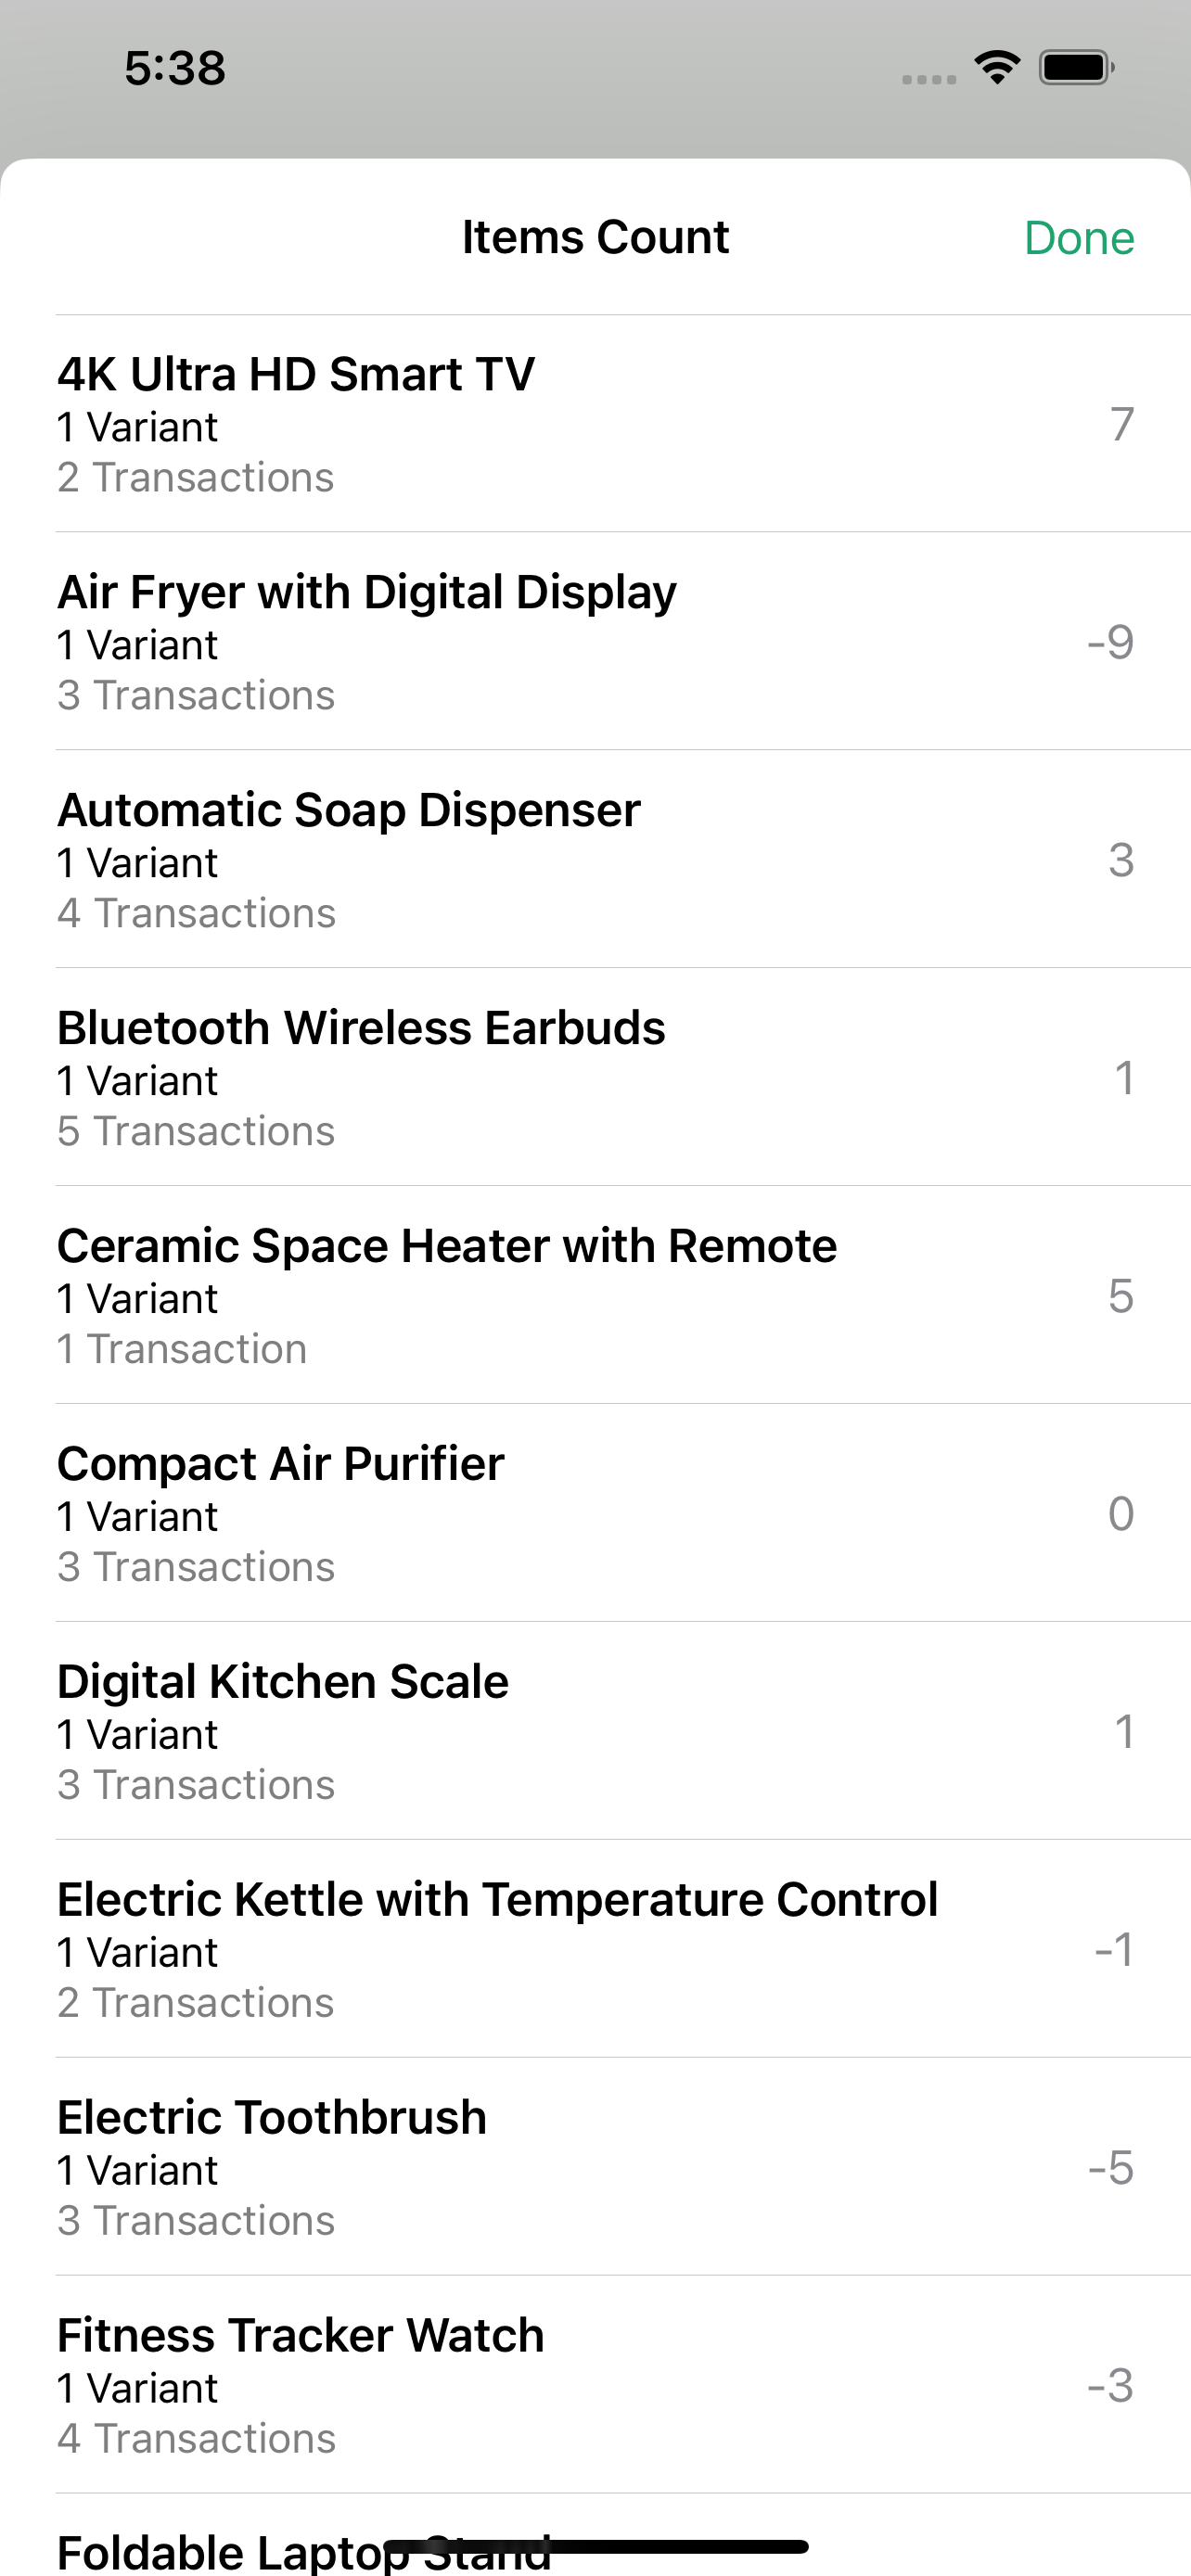 5:38
Items Count
Done
4K Ultra HD Smart TV
1 Variant
7
2 Transactions
Air Fryer with Digital Display
1 Variant
-9
3 Transactions
Automatic Soap Dispenser
1 Variant
3
4 Transactions
Bluetooth Wireless Earbuds
1 Variant
1
5 Transactions
Ceramic Space Heater with Remote
1 Variant
5
1 Transaction
Compact Air Purifier
1 Variant
0
3 Transactions
Digital Kitchen Scale
1 Variant
1
3 Transactions
Electric Kettle with Temperature Control
1 Variant
-1
2 Transactions
Electric Toothbrush
1 Variant
-5
3 Transactions
Fitness Tracker Watch
1 Variant
-3
4 Transactions
Foldable Laptop Stand